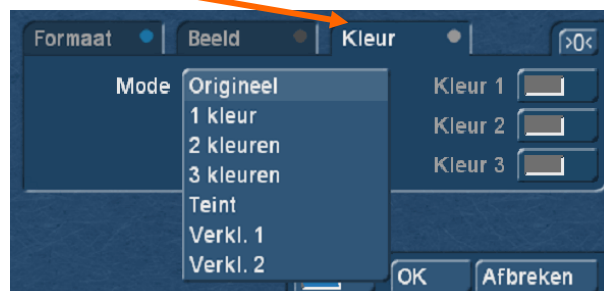 Formaat Beeld Kleur >0<
Mode Origineel Kleur 1
1 kleur Kleur 2
2 kleuren
3 kleuren Kleur 3
Teint
Verkl. 1
Verkl. 2
OK Afbreken